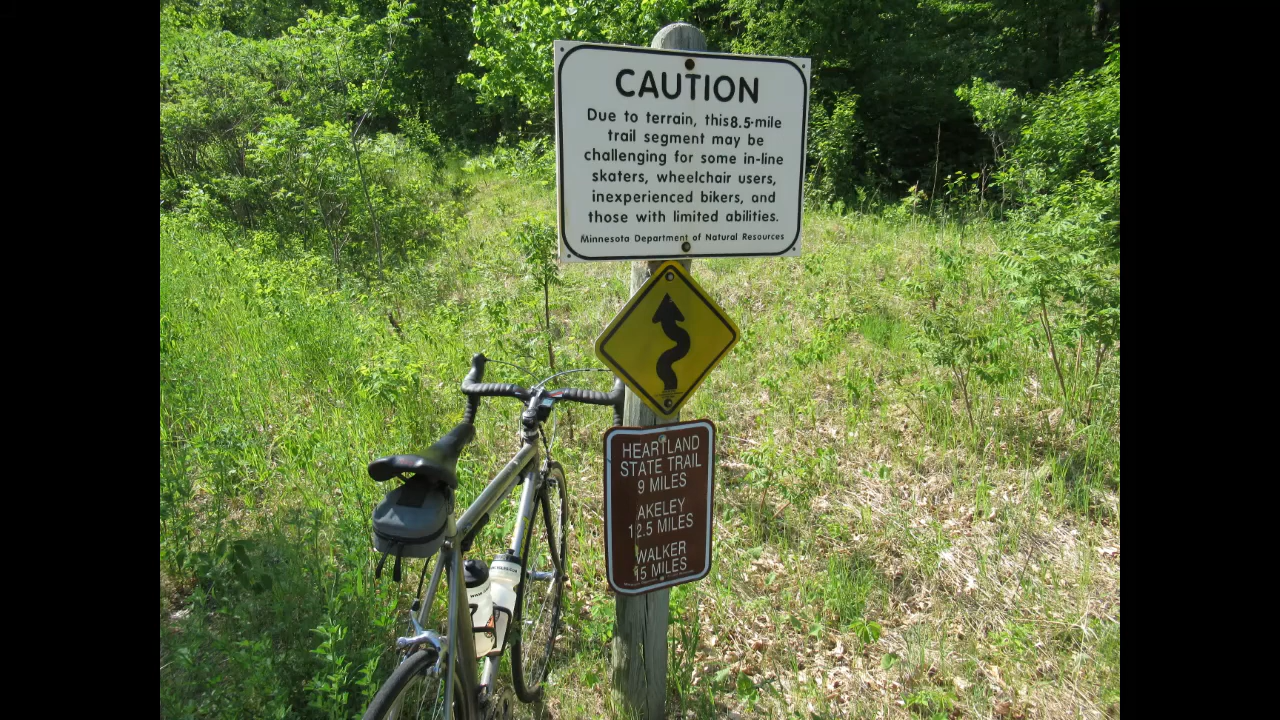 CAUTION
Due to terrain, this 8.5-mile
trail segment may be
challenging for some in-line
skaters, wheelchair users,
inexperienced bikers, and
those with limited abilities.
Minnesota Department of Natural Resources
HEARTLAND
STATE TRAIL
9 MILES
AKELEY
12.5 MILES
WALKER
15 MILES